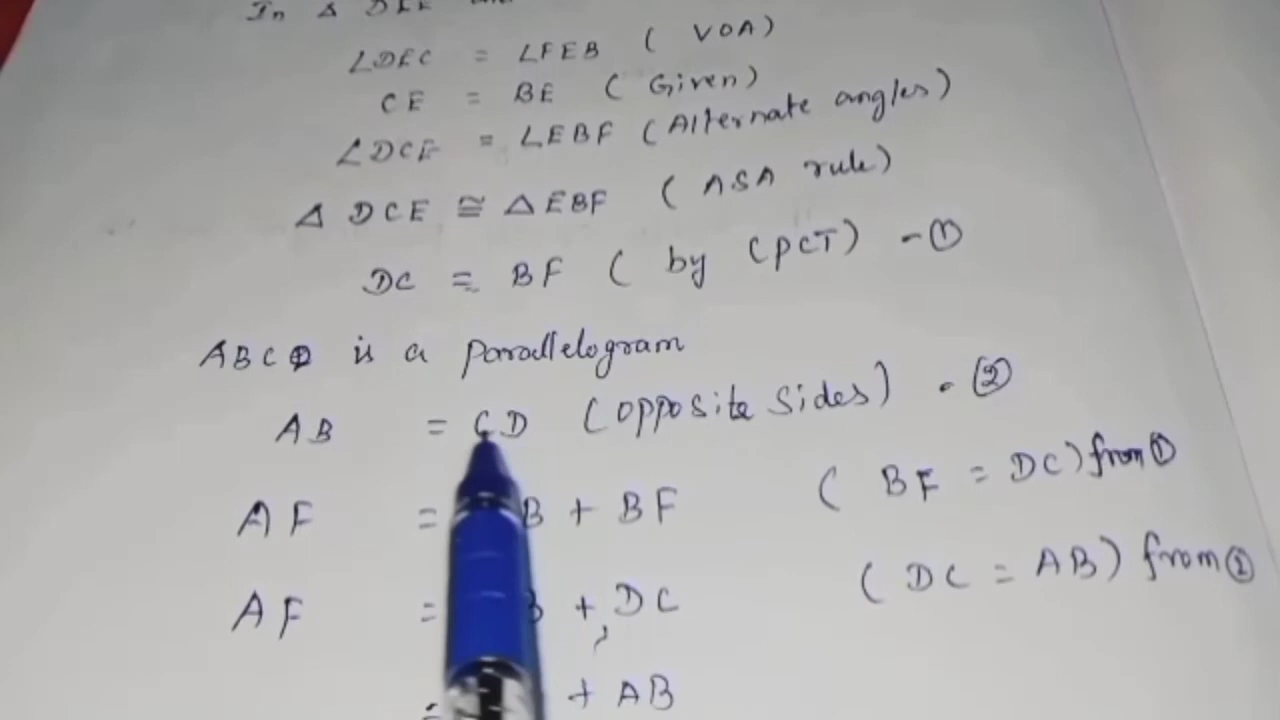 In Δ
∠DEC = ∠FEB ( VOA)
CE = BE ( Given)
∠DCE = ∠EBF (Alternate angles)
Δ DCE ≅ ΔEBF ( ASA rule)
DC = BF ( by CPCT) - ①
ABCD is a parallelogram
AB = CD (opposite sides) - ②
AF = B + BF ( BF = DC) from ①
AF = B + DC ( DC = AB) from ②
= + AB